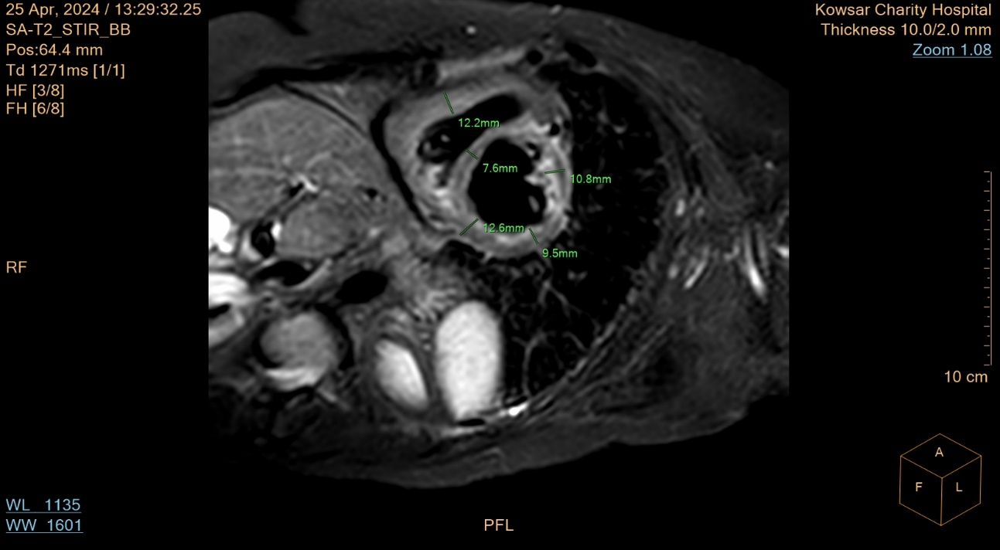 25 Apr, 2024 / 13:29:32.25
SA-T2_STIR_BB
Pos:64.4 mm
Td 1271ms [1/1]
HF [3/8]
FH [6/8]
Kowsar Charity Hospital
Thickness 10.0/2.0 mm
Zoom 1.08
12.2mm
7.6mm
10.8mm
12.6mm
9.5mm
RF
10 cm
A
F L
WL 1135
WW 1601
PFL